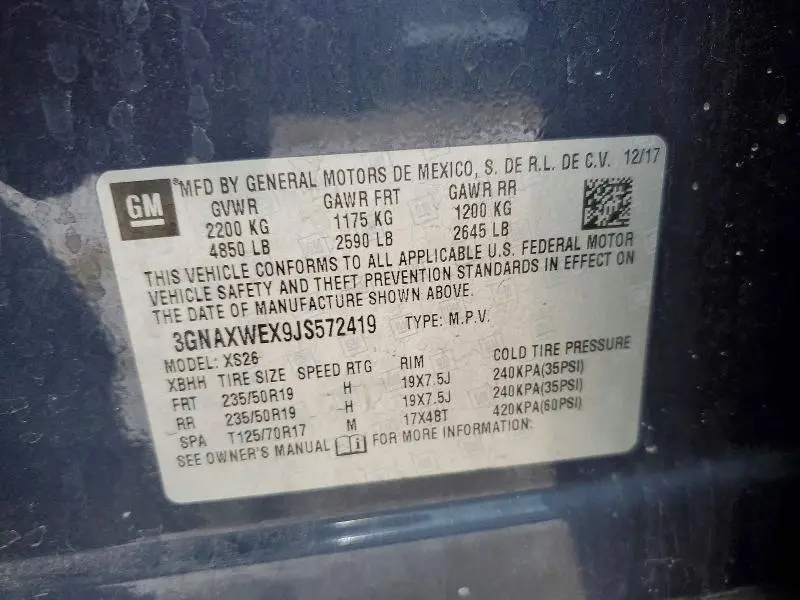 GM
®MFD BY GENERAL MOTORS DE MEXICO, S. DE R.L. DE C.V. 12/17
GVWR GAWR FRT GAWR RR
2200 KG 1175 KG 1200 KG
4850 LB 2590 LB 2645 LB
THIS VEHICLE CONFORMS TO ALL APPLICABLE U.S. FEDERAL MOTOR
VEHICLE SAFETY AND THEFT PREVENTION STANDARDS IN EFFECT ON
THE DATE OF MANUFACTURE SHOWN ABOVE.
3GNAXWEX9JS572419 TYPE: M.P.V.
MODEL: XS26
XBHH TIRE SIZE SPEED RTG RIM COLD TIRE PRESSURE
FRT 235/50R19 H 19X7.5J 240KPA(35PSI)
RR 235/50R19 H 19X7.5J 240KPA(35PSI)
SPA T125/70R17 M 17X4BT 420KPA(60PSI)
SEE OWNER'S MANUAL FOR MORE INFORMATION.